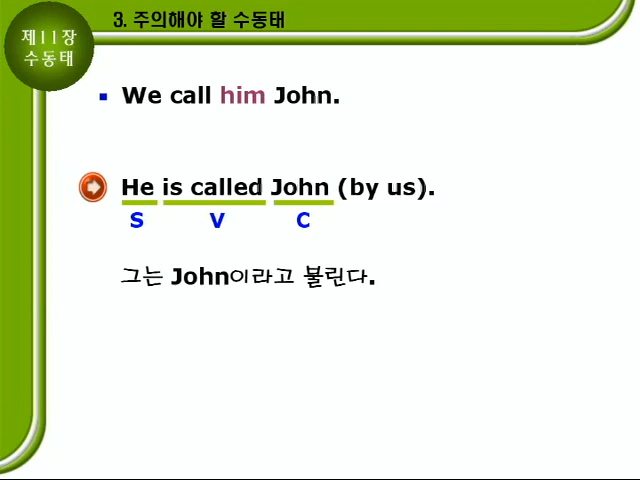 3. 주의해야 할 수동태
제11장
수동태
We call him John.
He is called John (by us).
S V C
그는 John이라고 불린다.